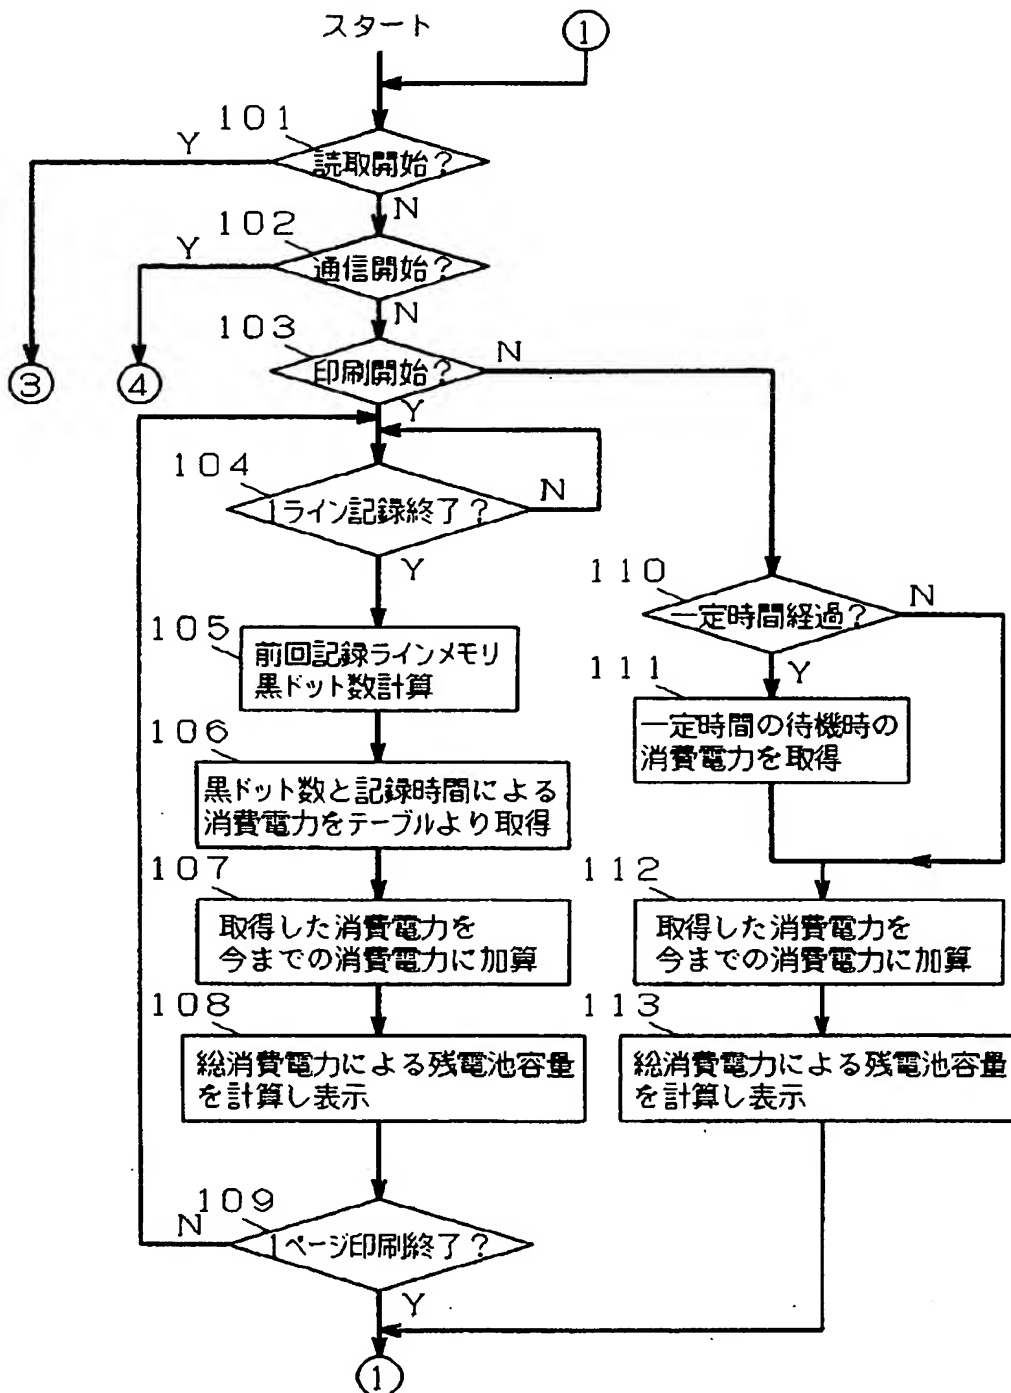 スタート
①
101
Y
読取開始?
N
102
Y
通信開始?
N
103
印刷開始?
N
Y
③
④
104
1ライン記録終了?
N
Y
105
前回記録ラインメモリ
黒ドット数計算
106
黒ドット数と記録時間による
消費電力をテーブルより取得
107
取得した消費電力を
今までの消費電力に加算
108
総消費電力による残電池容量
を計算し表示
109
N
1ページ印刷終了?
Y
①
110
一定時間経過?
N
Y
111
一定時間の待機時の
消費電力を取得
112
取得した消費電力を
今までの消費電力に加算
113
総消費電力による残電池容量
を計算し表示